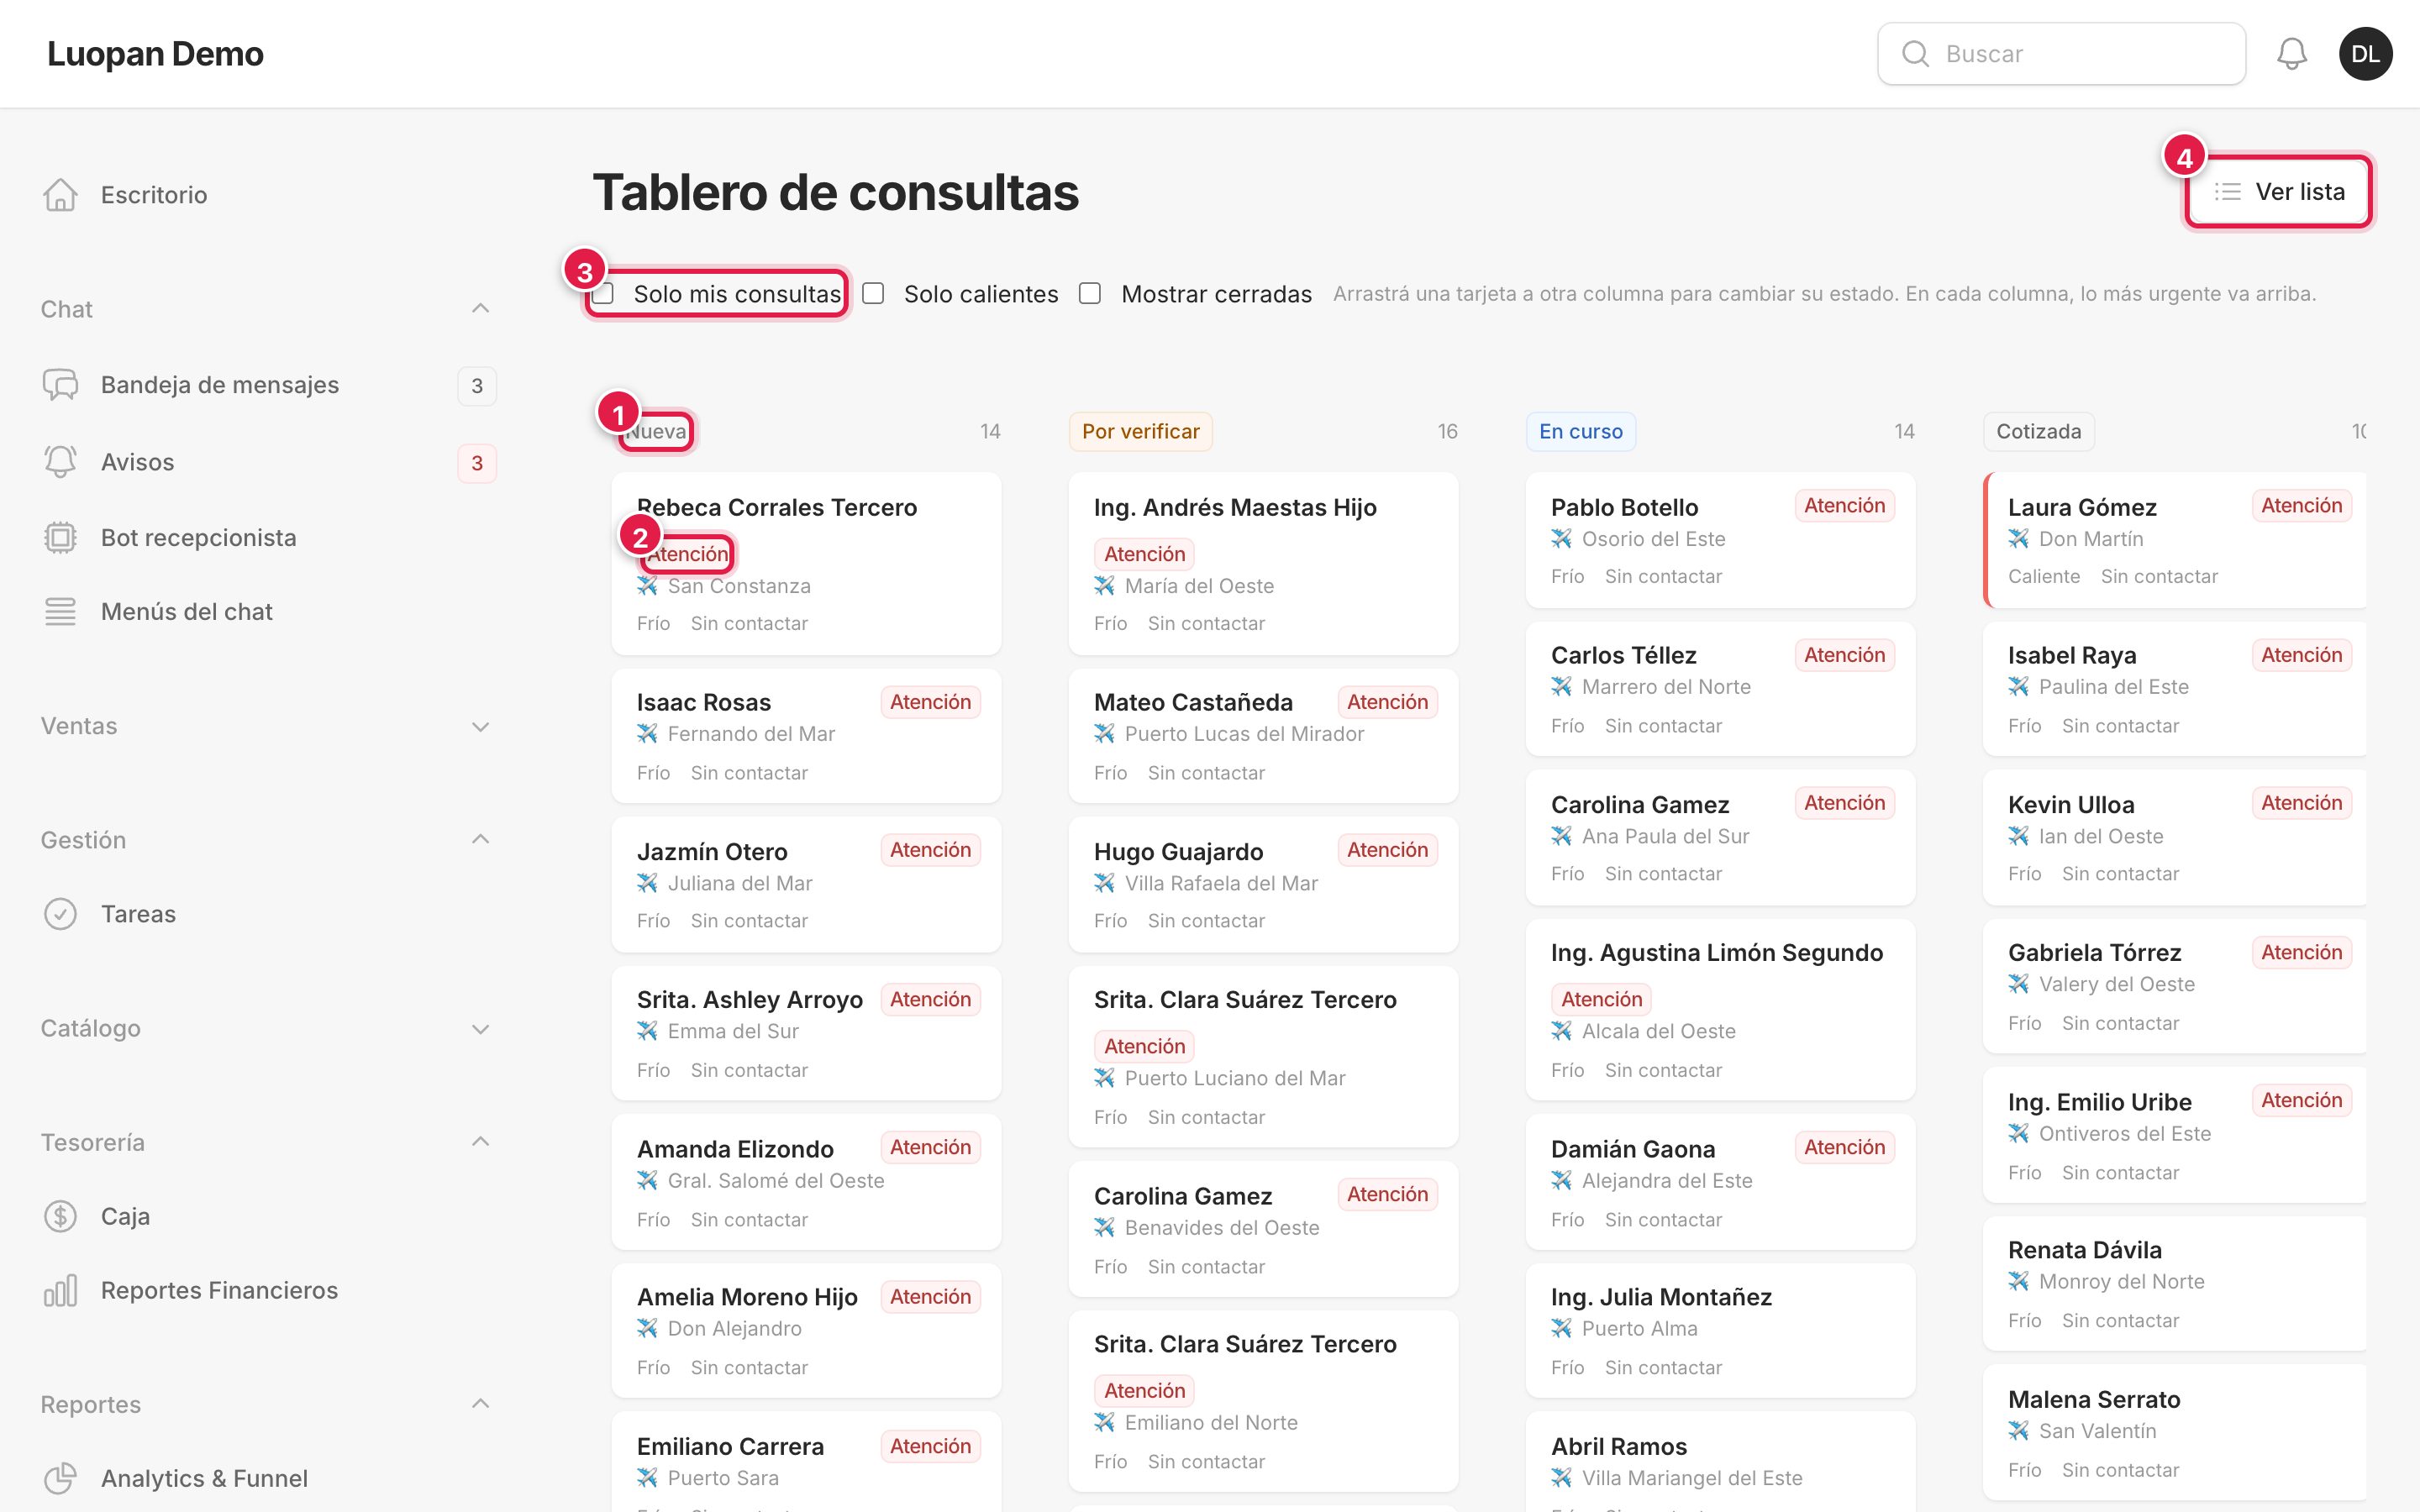 Luopan Demo
Buscar
DL
Escritorio
Chat
Bandeja de mensajes 3
Avisos 3
Bot recepcionista
Menús del chat
Ventas
Gestión
Tareas
Catálogo
Tesorería
Caja
Reportes Financieros
Reportes
Analytics & Funnel
Tablero de consultas
4
Ver lista
3
Solo mis consultas
Solo calientes
Mostrar cerradas
Arrastrá una tarjeta a otra columna para cambiar su estado. En cada columna, lo más urgente va arriba.
1
Nueva 14
Rebeca Corrales Tercero
2
Atención
San Constanza
Frío Sin contactar
Isaac Rosas Atención
Fernando del Mar
Frío Sin contactar
Jazmín Otero Atención
Juliana del Mar
Frío Sin contactar
Srita. Ashley Arroyo Atención
Emma del Sur
Frío Sin contactar
Amanda Elizondo Atención
Gral. Salomé del Oeste
Frío Sin contactar
Amelia Moreno Hijo Atención
Don Alejandro
Frío Sin contactar
Emiliano Carrera Atención
Puerto Sara
Por verificar 16
Ing. Andrés Maestas Hijo
Atención
María del Oeste
Frío Sin contactar
Mateo Castañeda Atención
Puerto Lucas del Mirador
Frío Sin contactar
Hugo Guajardo Atención
Villa Rafaela del Mar
Frío Sin contactar
Srita. Clara Suárez Tercero
Atención
Puerto Luciano del Mar
Frío Sin contactar
Carolina Gamez Atención
Benavides del Oeste
Frío Sin contactar
Srita. Clara Suárez Tercero
Atención
Emiliano del Norte
Frío Sin contactar
En curso 14
Pablo Botello Atención
Osorio del Este
Frío Sin contactar
Carlos Téllez Atención
Marrero del Norte
Frío Sin contactar
Carolina Gamez Atención
Ana Paula del Sur
Frío Sin contactar
Ing. Agustina Limón Segundo
Atención
Alcala del Oeste
Frío Sin contactar
Damián Gaona Atención
Alejandra del Este
Frío Sin contactar
Ing. Julia Montañez
Puerto Alma
Frío Sin contactar
Abril Ramos
Villa Mariangel del Este
Cotizada
Laura Gómez Atención
Don Martín
Caliente Sin contactar
Isabel Raya Atención
Paulina del Este
Frío Sin contactar
Kevin Ulloa Atención
Ian del Oeste
Frío Sin contactar
Gabriela Tórrez Atención
Valery del Oeste
Frío Sin contactar
Ing. Emilio Uribe Atención
Ontiveros del Este
Frío Sin contactar
Renata Dávila
Monroy del Norte
Frío Sin contactar
Malena Serrato
San Valentín
Frío Sin contactar